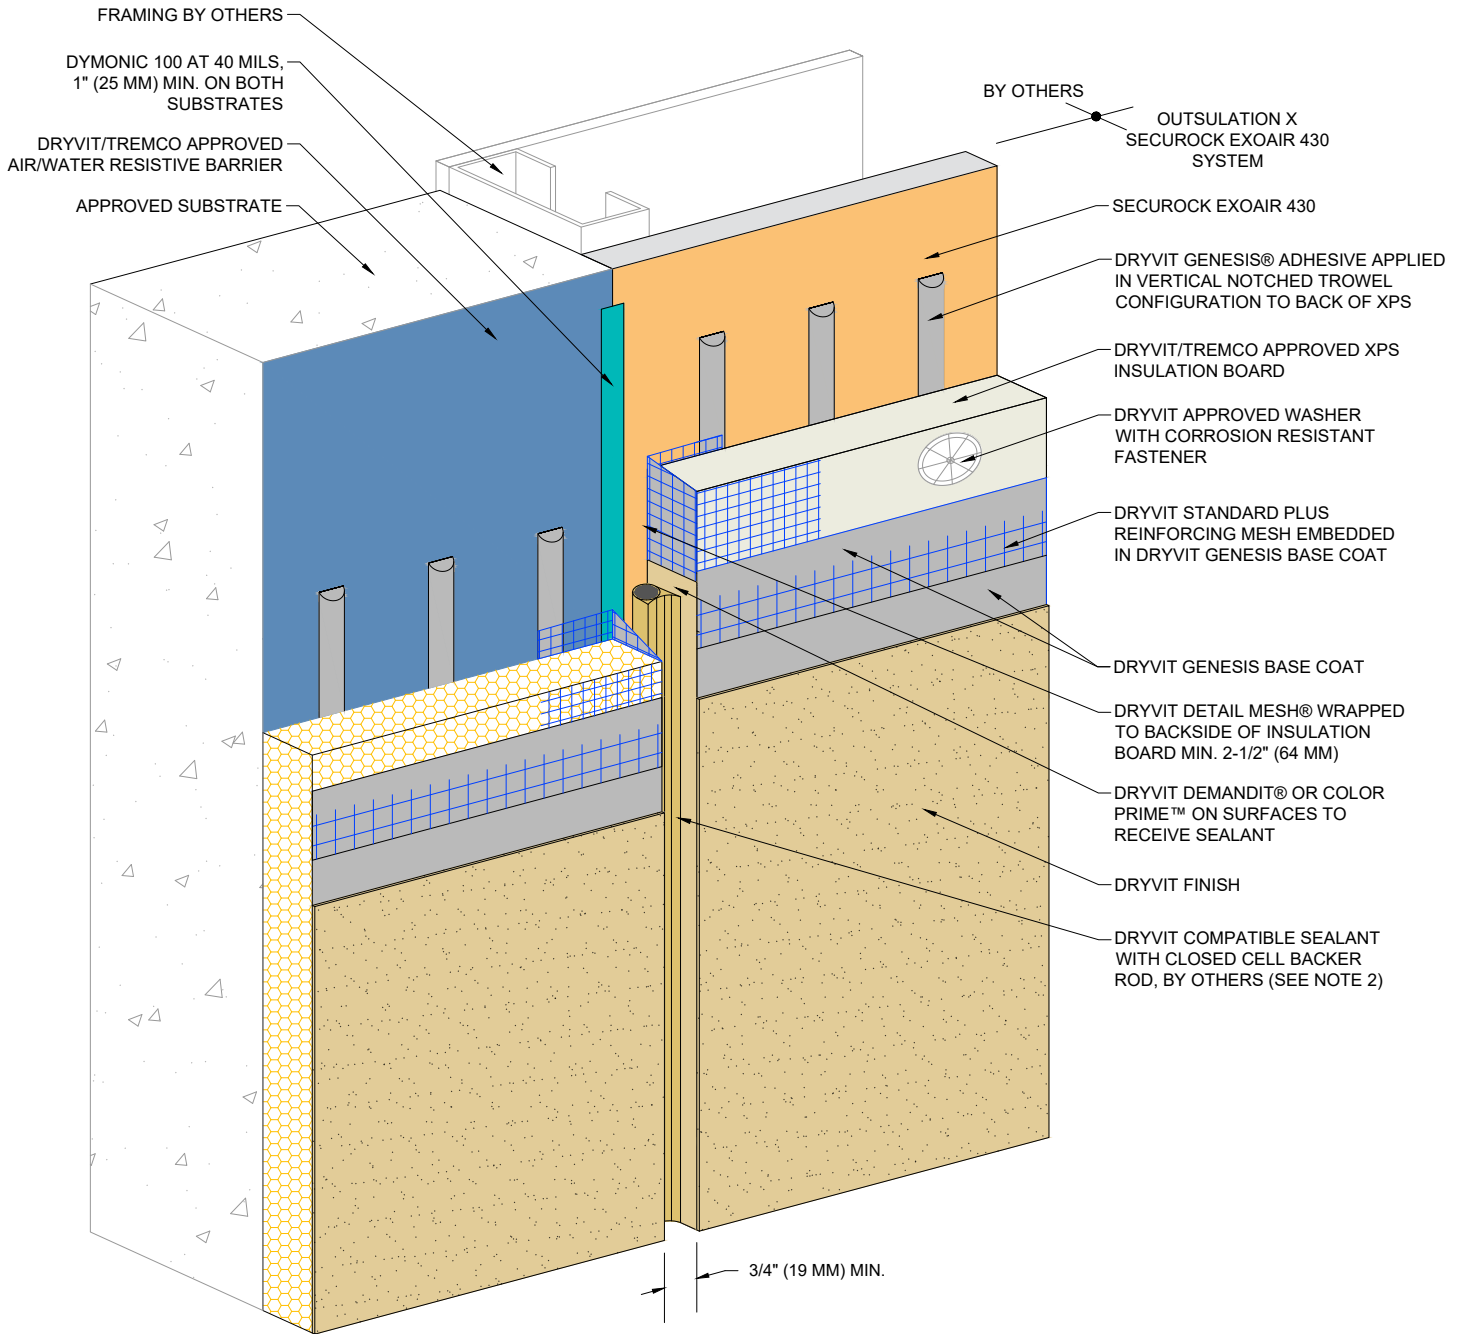 FRAMING BY OTHERS
DYMONIC 100 AT 40 MILS,
1" (25 MM) MIN. ON BOTH
SUBSTRATES
DRYVIT/TREMCO APPROVED
AIR/WATER RESISTIVE BARRIER
APPROVED SUBSTRATE
BY OTHERS
OUTSULATION X
SECUROCK EXOAIR 430
SYSTEM
SECUROCK EXOAIR 430
DRYVIT GENESIS® ADHESIVE APPLIED
IN VERTICAL NOTCHED TROWEL
CONFIGURATION TO BACK OF XPS
DRYVIT/TREMCO APPROVED XPS
INSULATION BOARD
DRYVIT APPROVED WASHER
WITH CORROSION RESISTANT
FASTENER
DRYVIT STANDARD PLUS
REINFORCING MESH EMBEDDED
IN DRYVIT GENESIS BASE COAT
DRYVIT GENESIS BASE COAT
DRYVIT DETAIL MESH® WRAPPED
TO BACKSIDE OF INSULATION
BOARD MIN. 2-1/2" (64 MM)
DRYVIT DEMANDIT® OR COLOR
PRIME™ ON SURFACES TO
RECEIVE SEALANT
DRYVIT FINISH
DRYVIT COMPATIBLE SEALANT
WITH CLOSED CELL BACKER
ROD, BY OTHERS (SEE NOTE 2)
3/4" (19 MM) MIN.